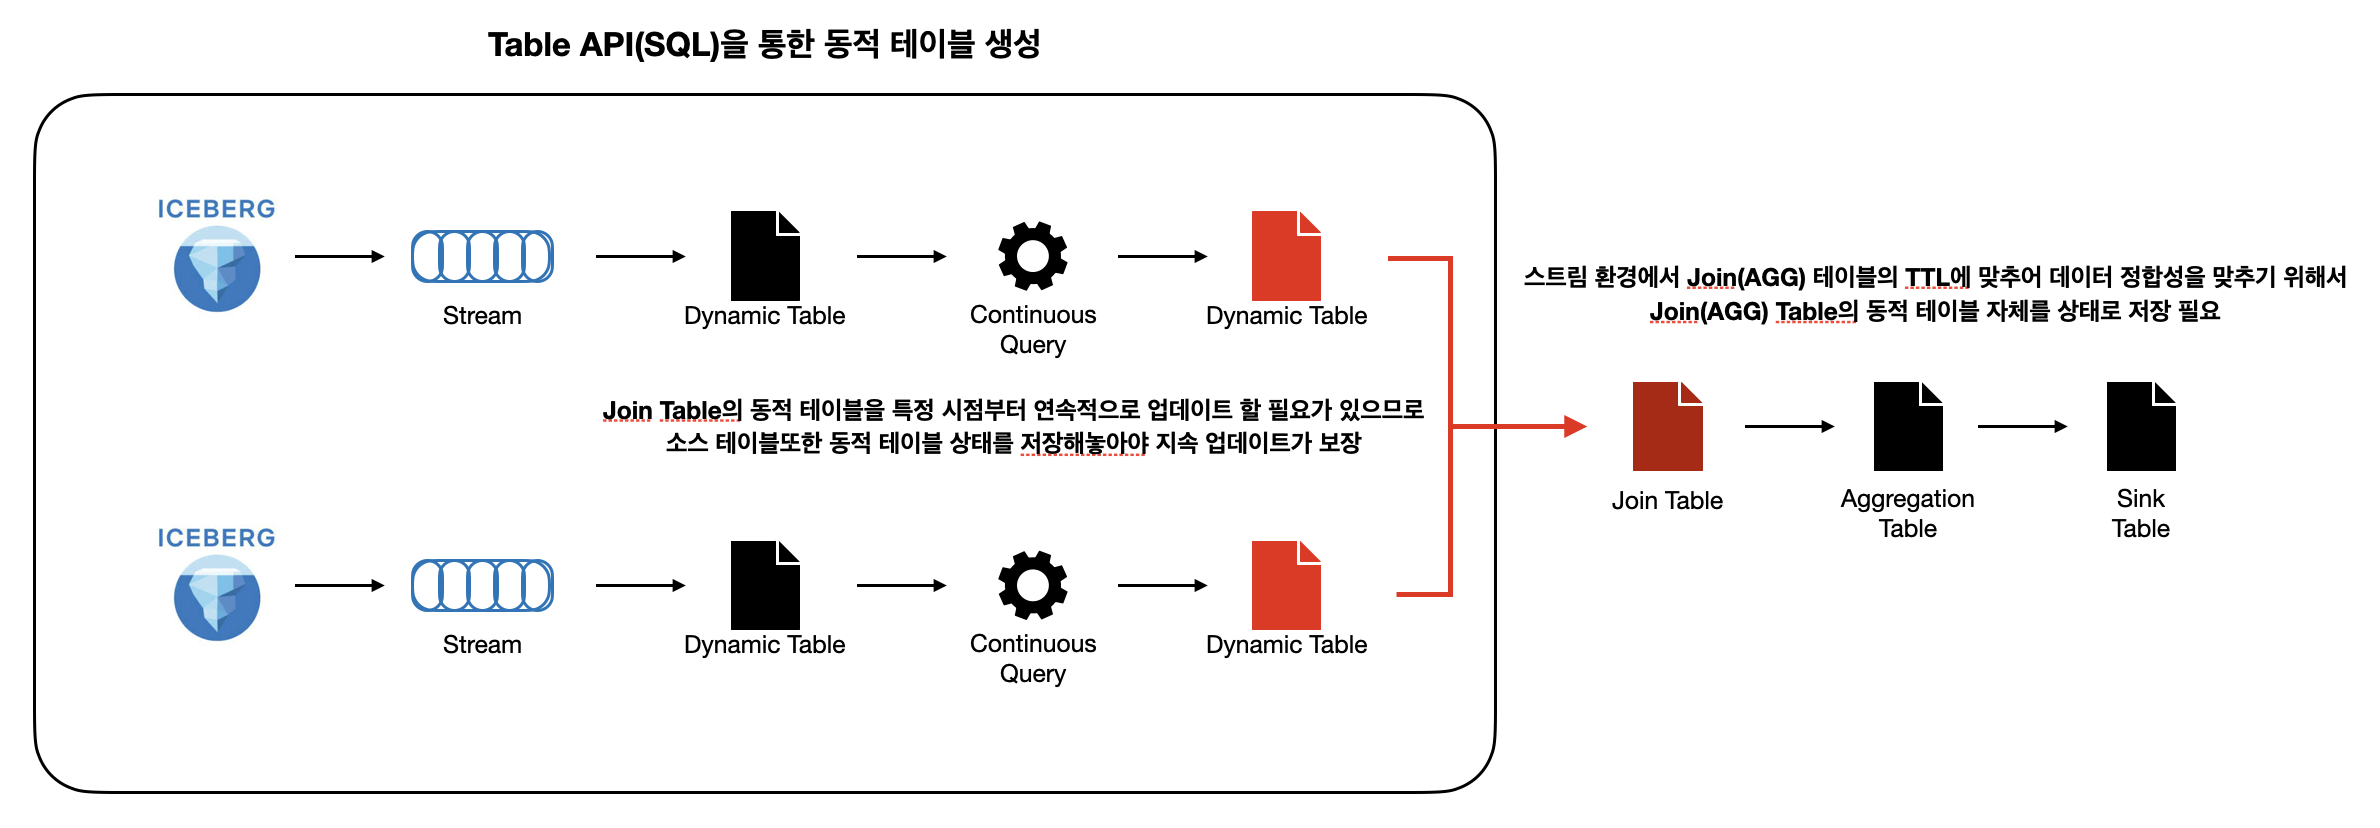 Table API(SQL)을 통한 동적 테이블 생성
ICEBERG
Stream
Dynamic Table
Continuous
Query
Dynamic Table
스트림 환경에서 Join(AGG) 테이블의 TTL에 맞추어 데이터 정합성을 맞추기 위해서
Join(AGG) Table의 동적 테이블 자체를 상태로 저장 필요
Join Table의 동적 테이블을 특정 시점부터 연속적으로 업데이트 할 필요가 있으므로
소스 테이블또한 동적 테이블 상태를 저장해놓아야 지속 업데이트가 보장
Join Table
Aggregation
Table
Sink
Table
ICEBERG
Stream
Dynamic Table
Continuous
Query
Dynamic Table